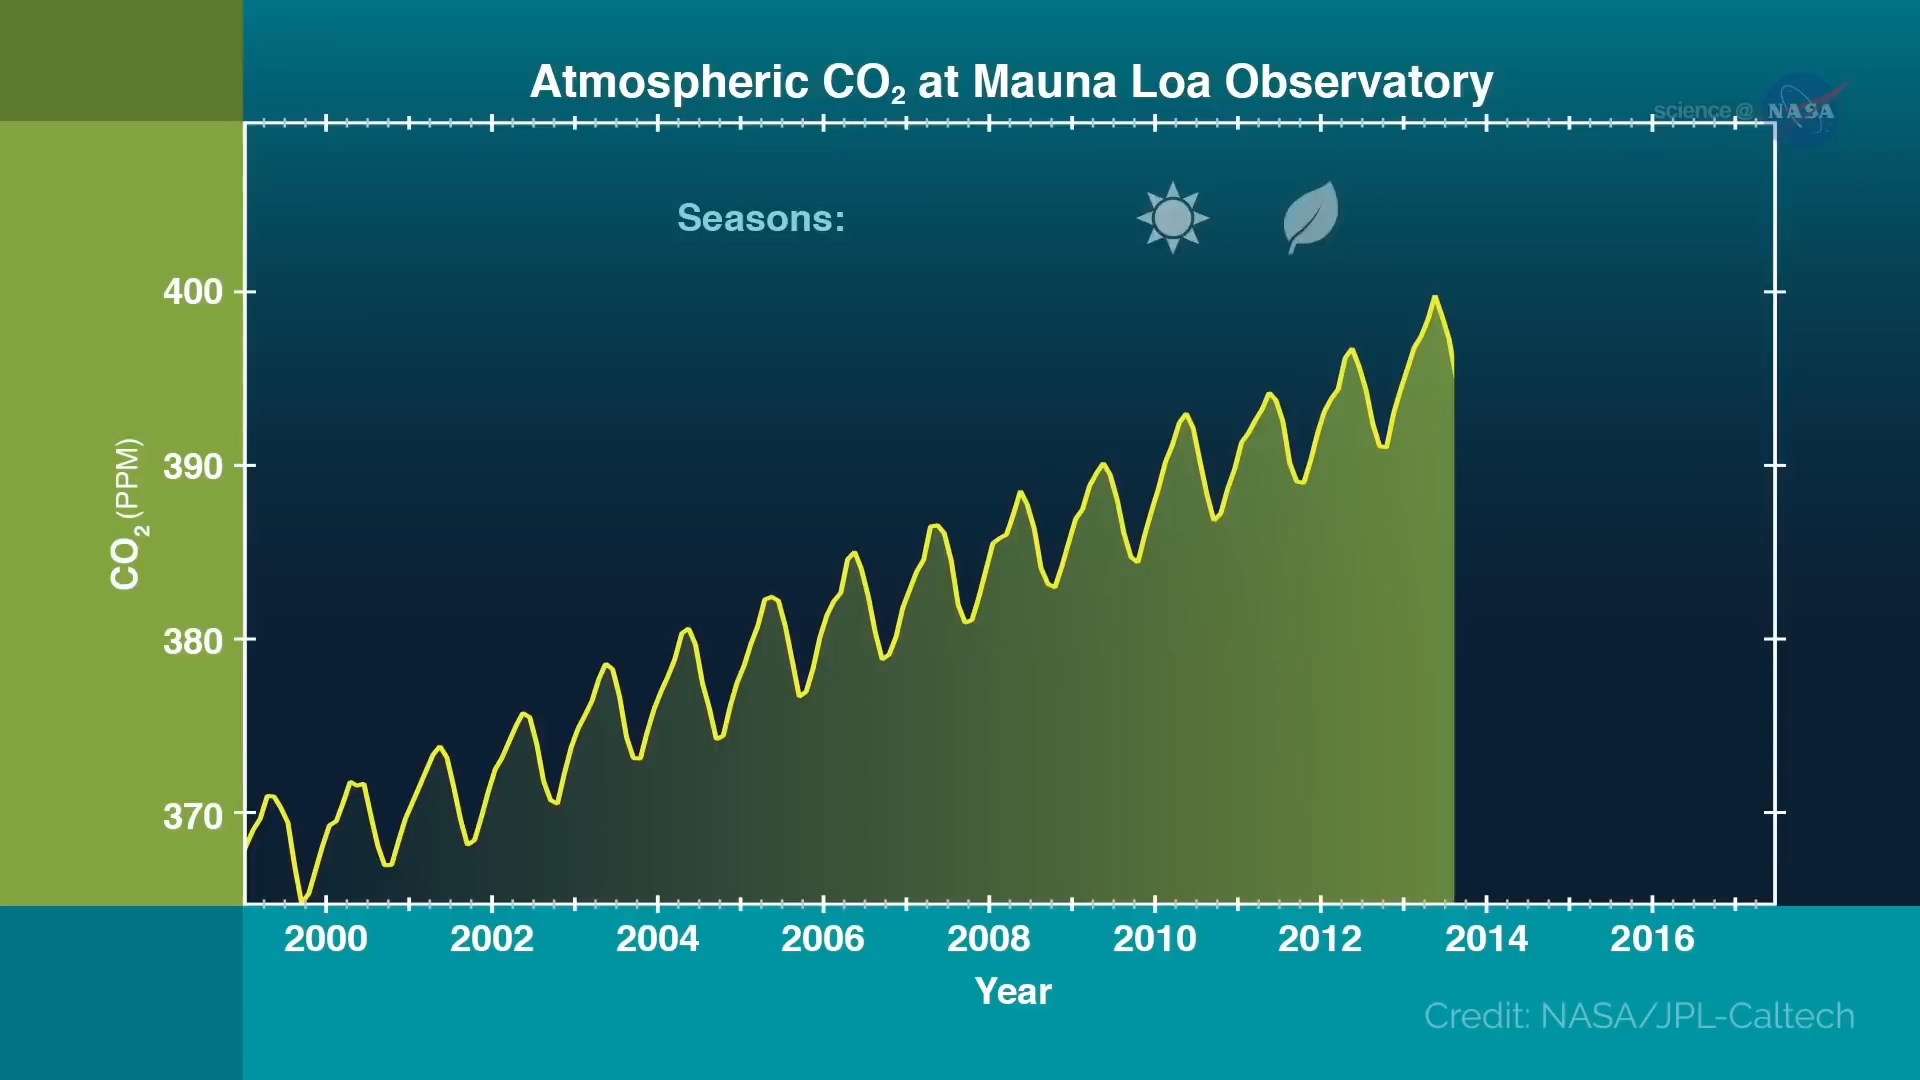 Atmospheric CO₂ at Mauna Loa Observatory
science@ NASA
Seasons:
400
390
380
370
CO₂ (PPM)
2000 2002 2004 2006 2008 2010 2012 2014 2016
Year
Credit: NASA/JPL-Caltech